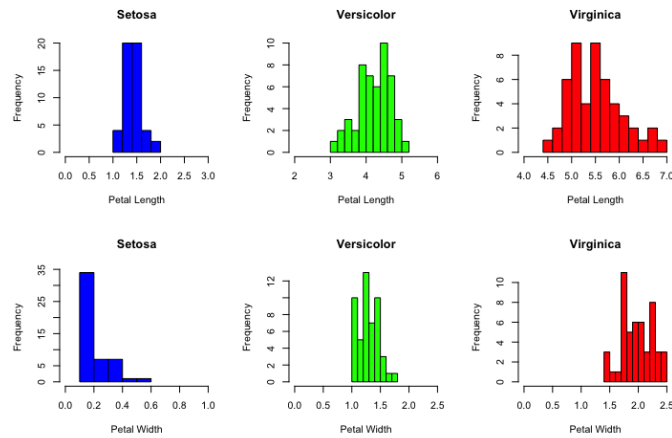 Setosa
Versicolor
Virginica
Frequency
0 5 10 15 20
0.0 0.5 1.0 1.5 2.0 2.5 3.0
Petal Length
Frequency
0 2 4 6 8 10
2 3 4 5 6
Petal Length
Frequency
0 2 4 6 8
4.0 4.5 5.0 5.5 6.0 6.5 7.0
Petal Length
Setosa
Versicolor
Virginica
Frequency
0 5 15 25 35
0.0 0.2 0.4 0.6 0.8 1.0
Petal Width
Frequency
0 2 4 6 8 12
0.0 0.5 1.0 1.5 2.0 2.5
Petal Width
Frequency
0 2 4 6 8 10
0.0 0.5 1.0 1.5 2.0 2.5
Petal Width